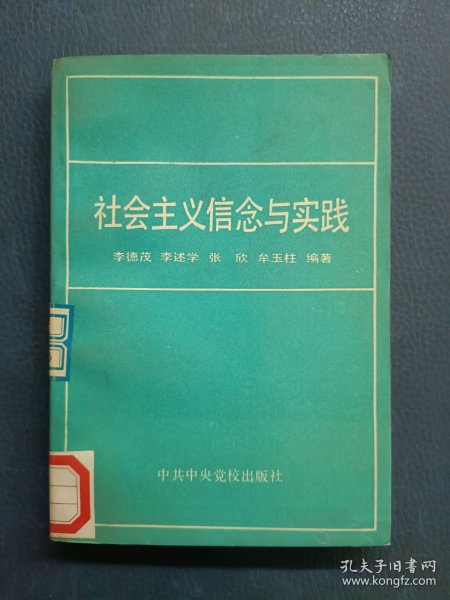 社会主义信念与实践
李德茂 李述学 张 欣 牟玉柱 编著
中共中央党校出版社
孔夫子旧书网
www.kongfz.com